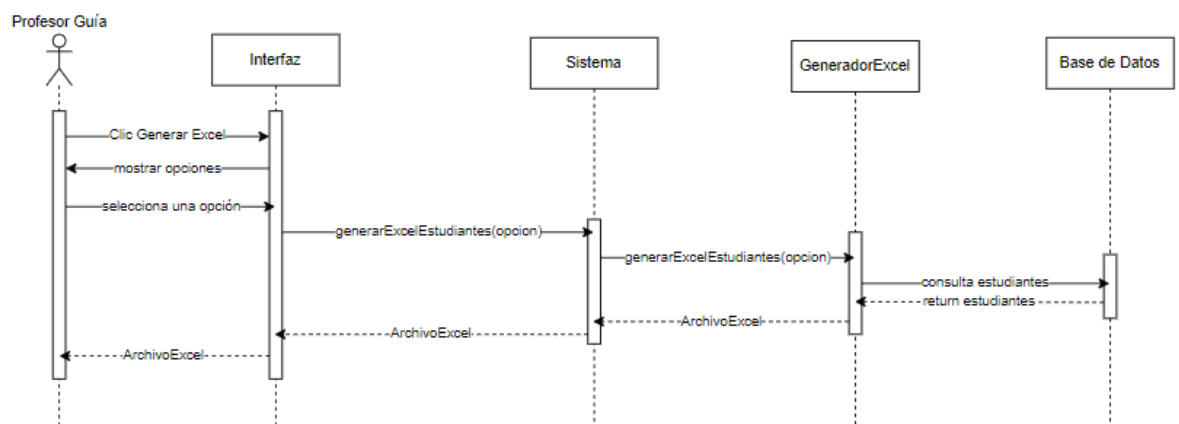 Profesor Guía
Interfaz
Sistema
GeneradorExcel
Base de Datos
Clic Generar Excel
mostrar opciones
selecciona una opción
generarExcelEstudiantes(opcion)
generarExcelEstudiantes(opcion)
consulta estudiantes
return estudiantes
ArchivoExcel
ArchivoExcel
ArchivoExcel